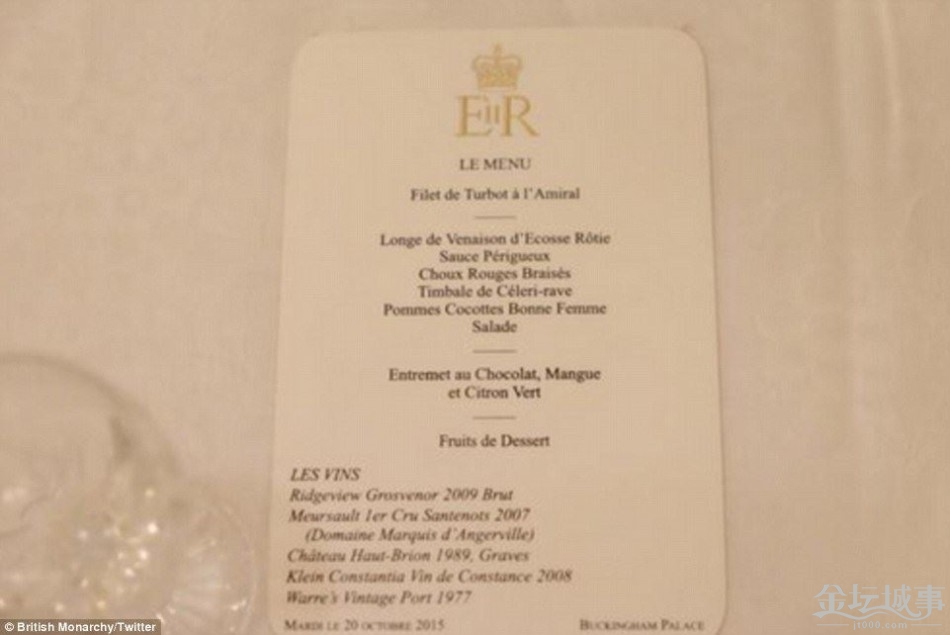 EIIR
LE MENU
Filet de Turbot à l'Amiral
Longe de Venaison d'Ecosse Rôtie
Sauce Périgueux
Choux Rouges Braisés
Timbale de Céleri-rave
Pommes Cocottes Bonne Femme
Salade
Entremet au Chocolat, Mangue
et Citron Vert
Fruits de Dessert
LES VINS
Ridgeview Grosvenor 2009 Brut
Meursault 1er Cru Santenots 2007
(Domaine Marquis d'Angerville)
Château Haut-Brion 1989, Graves
Klein Constantia Vin de Constance 2008
Warre's Vintage Port 1977
MARDI LE 20 OCTOBRE 2015 BUCKINGHAM PALACE
© British Monarchy/Twitter
金坛城事
jt000.com